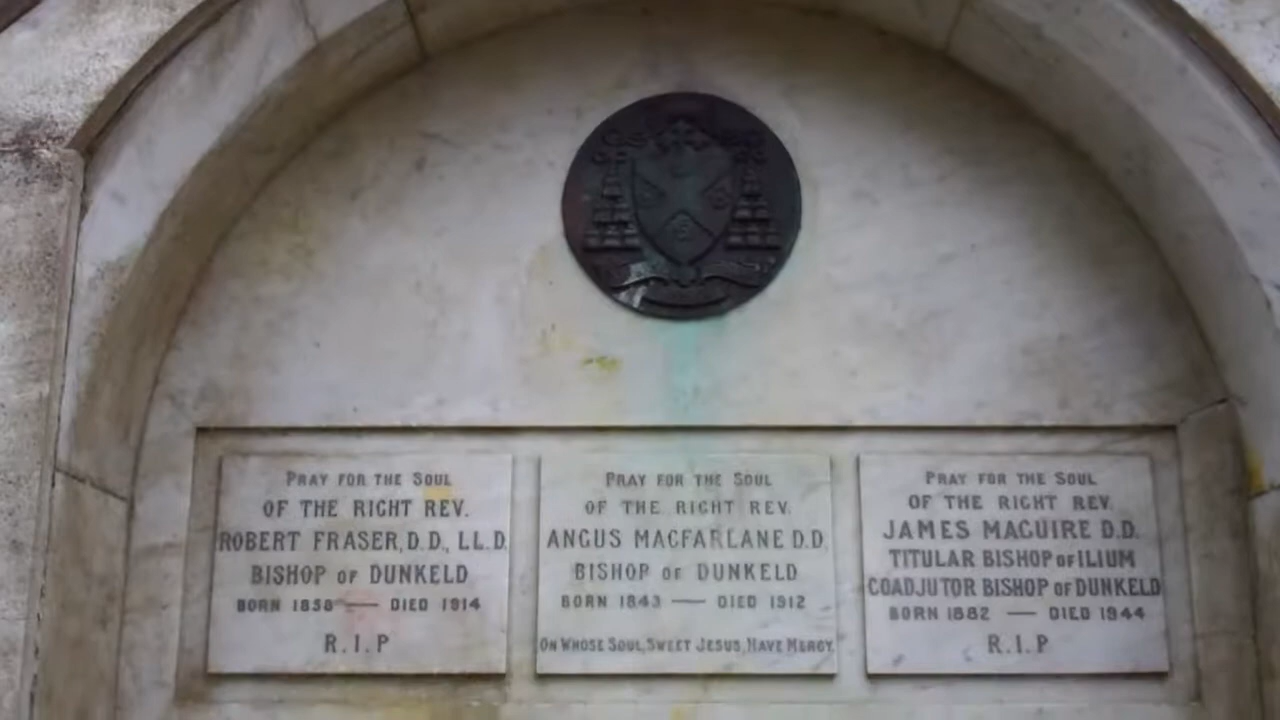 PRAY FOR THE SOUL
OF THE RIGHT REV.
ROBERT FRASER, D.D., LL.D.
BISHOP OF DUNKELD
BORN 1858 — DIED 1914
R.I.P
PRAY FOR THE SOUL
OF THE RIGHT REV.
ANGUS MACFARLANE D.D.
BISHOP OF DUNKELD
BORN 1843 — DIED 1912
ON WHOSE SOUL, SWEET JESUS, HAVE MERCY.
PRAY FOR THE SOUL
OF THE RIGHT REV.
JAMES MAGUIRE D.D.
TITULAR BISHOP OF ILIUM
COADJUTOR BISHOP OF DUNKELD
BORN 1882 — DIED 1944
R.I.P